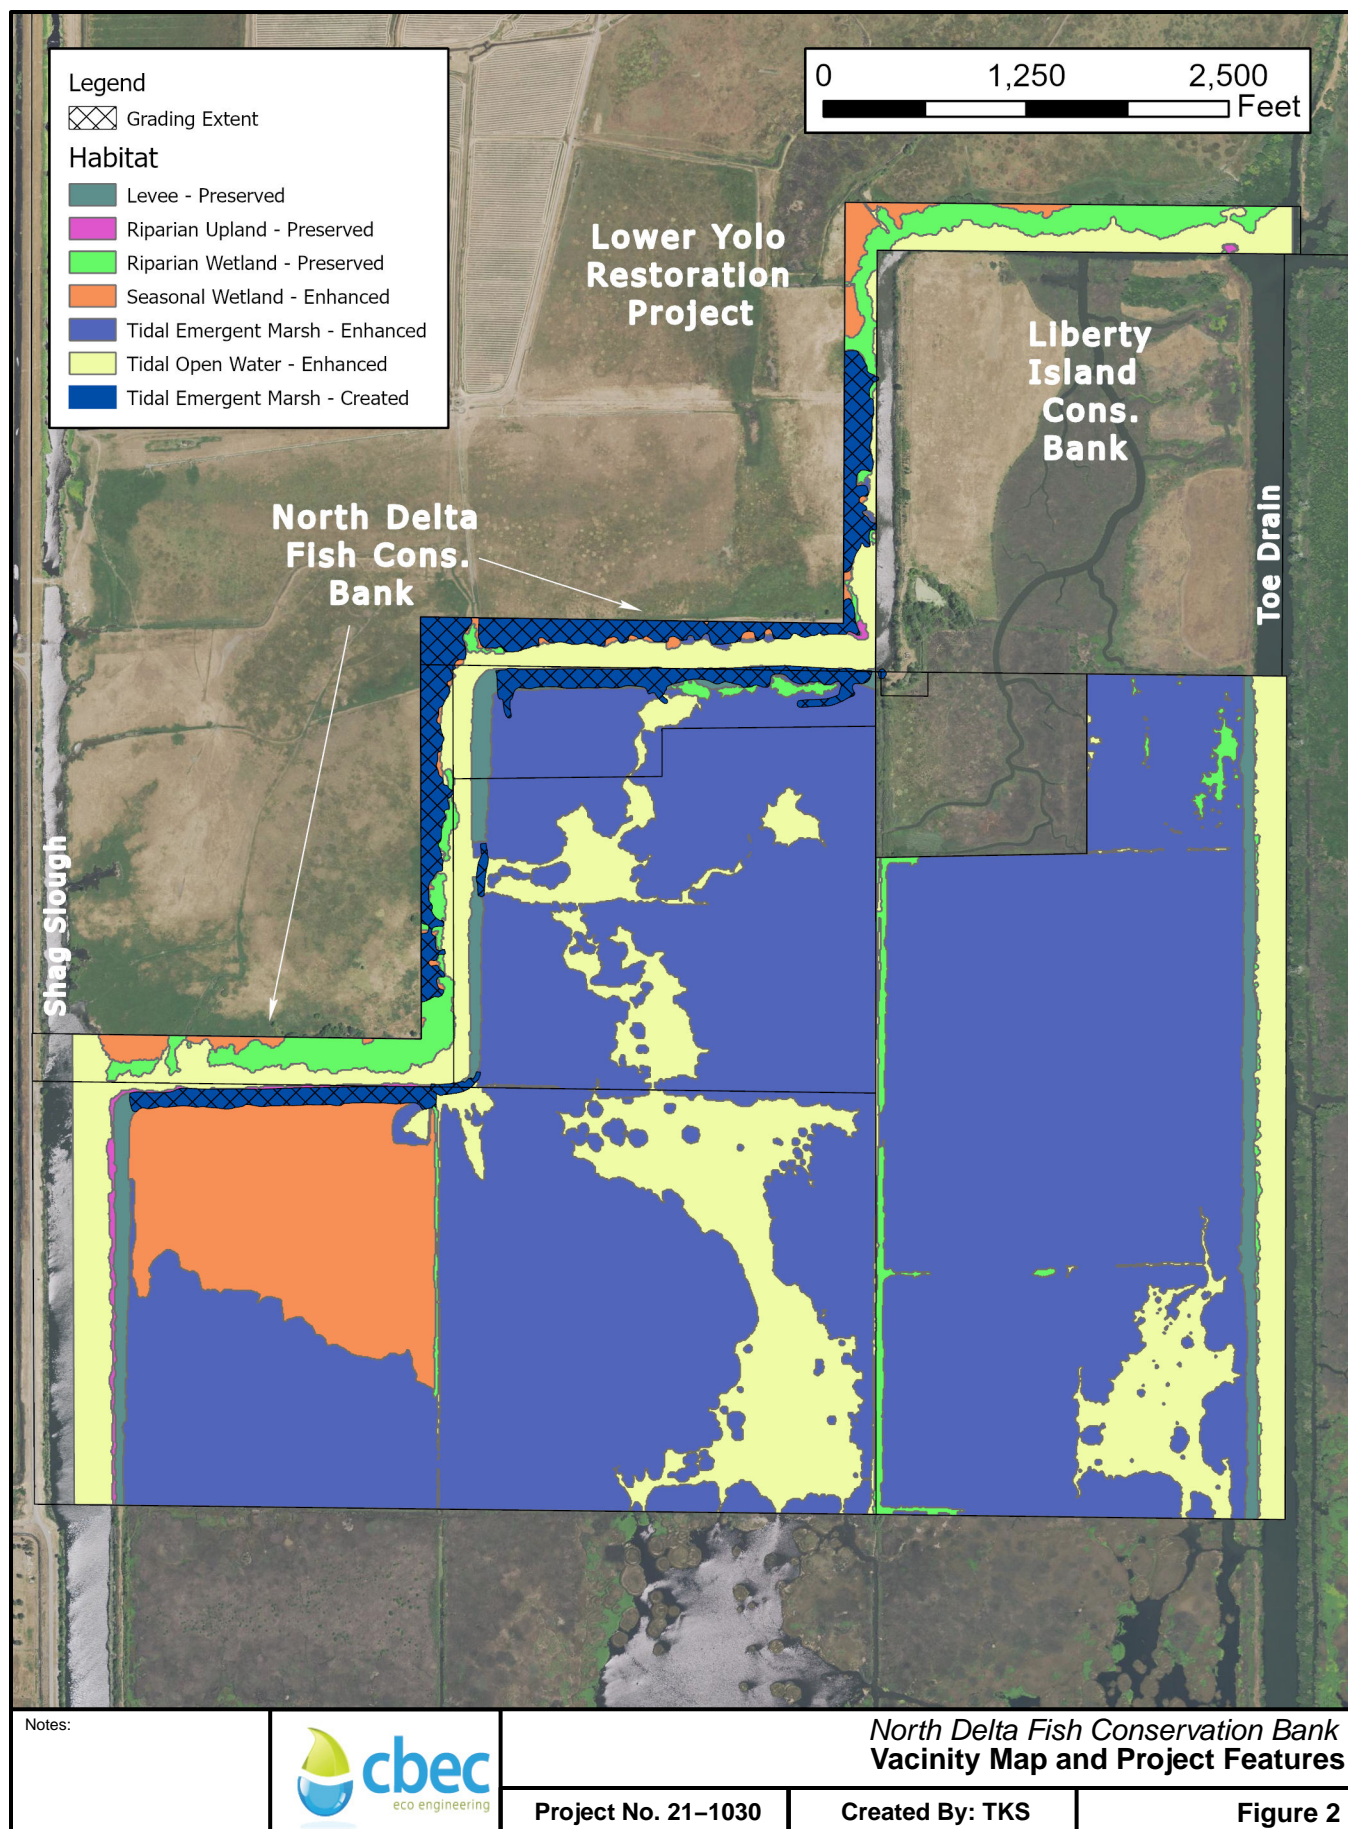 Legend
Grading Extent
Habitat
Levee - Preserved
Riparian Upland - Preserved
Riparian Wetland - Preserved
Seasonal Wetland - Enhanced
Tidal Emergent Marsh - Enhanced
Tidal Open Water - Enhanced
Tidal Emergent Marsh - Created
0 1,250 2,500
Feet
Lower Yolo
Restoration
Project
Liberty
Island
Cons.
Bank
North Delta
Fish Cons.
Bank
Toe Drain
Shag Slough
Notes:
cbec
eco engineering
North Delta Fish Conservation Bank
Vacinity Map and Project Features
Project No. 21–1030
Created By: TKS
Figure 2